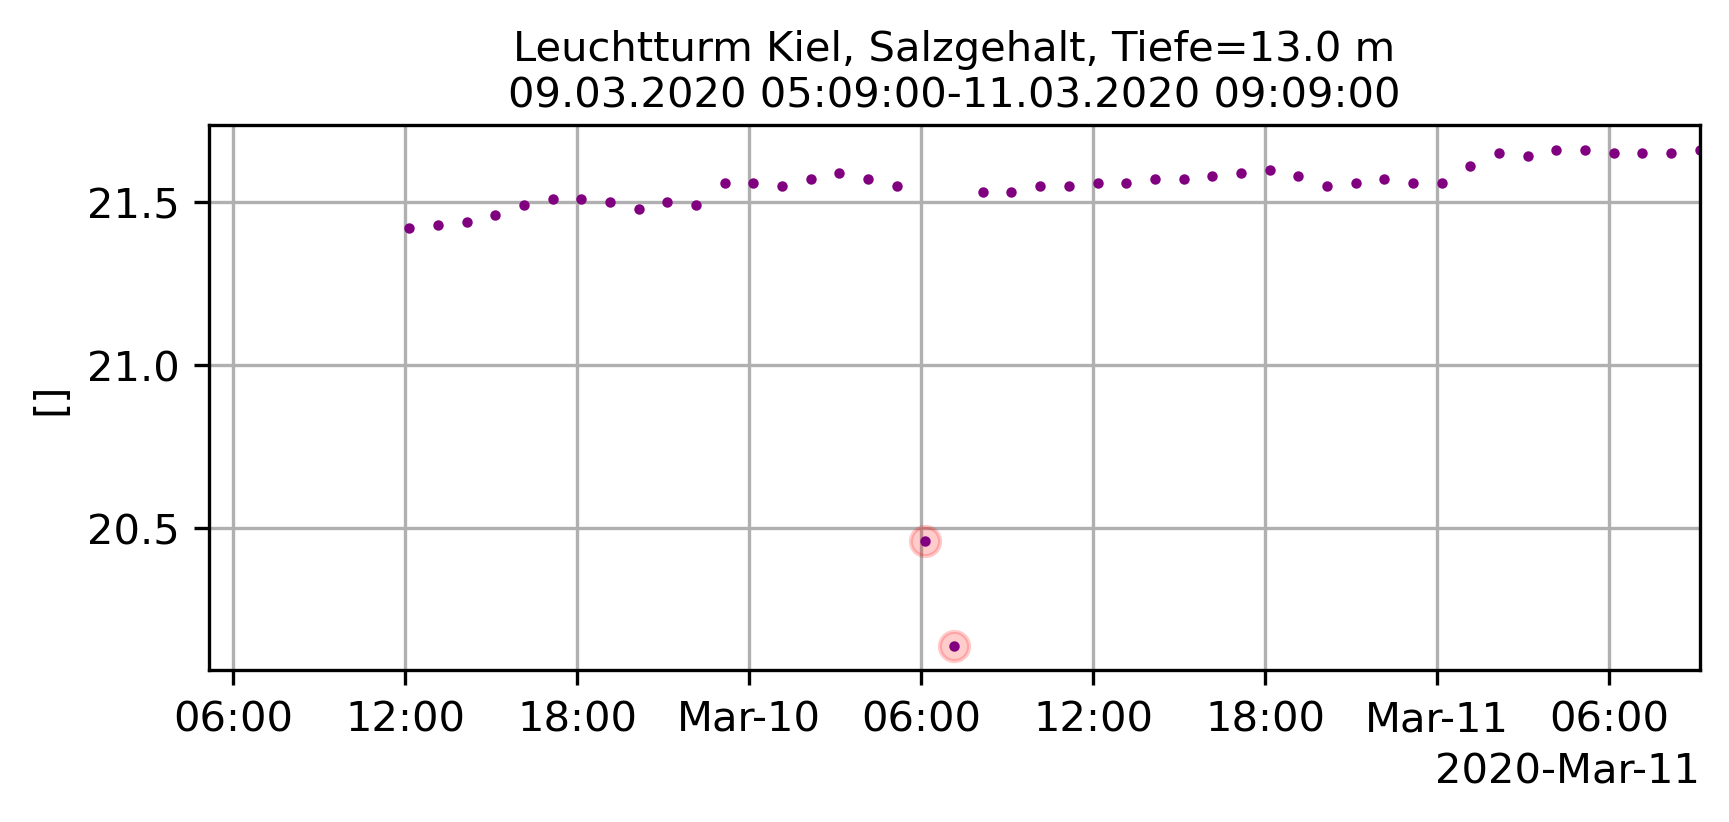 Leuchtturm Kiel, Salzgehalt, Tiefe=13.0 m
09.03.2020 05:09:00-11.03.2020 09:09:00
21.5
21.0
20.5
[]
06:00 12:00 18:00 Mar-10 06:00 12:00 18:00 Mar-11 06:00
2020-Mar-11